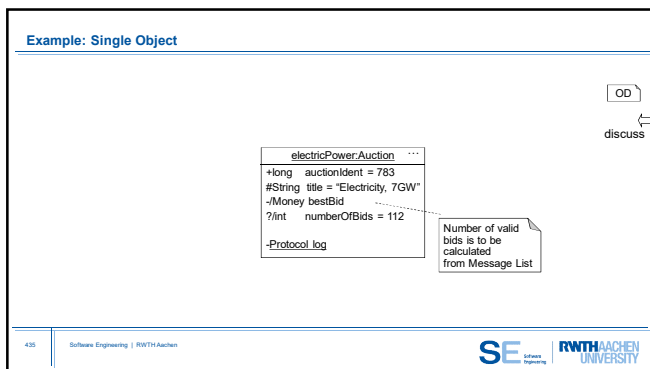 Example: Single Object
OD
discuss
electricPower:Auction ...
+long auctionIdent = 783
#String title = “Electricity, 7GW”
-/Money bestBid
?/int numberOfBids = 112
-Protocol log
Number of valid
bids is to be
calculated
from Message List
435 Software Engineering | RWTH Aachen
SE Software
Engineering
RWTH AACHEN
UNIVERSITY